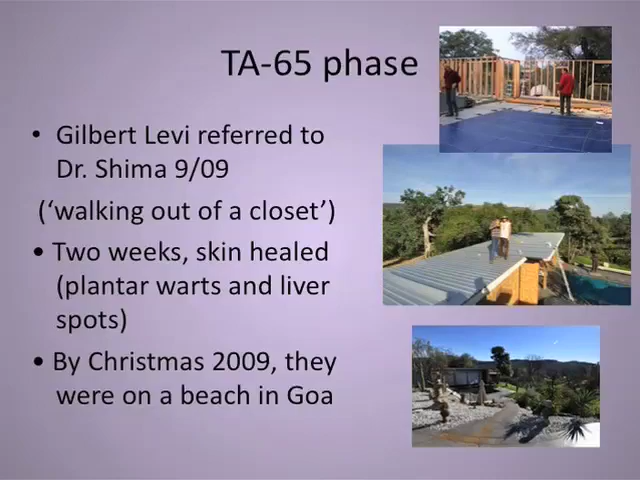 TA-65 phase
• Gilbert Levi referred to
Dr. Shima 9/09
(‘walking out of a closet’)
• Two weeks, skin healed
(plantar warts and liver
spots)
• By Christmas 2009, they
were on a beach in Goa